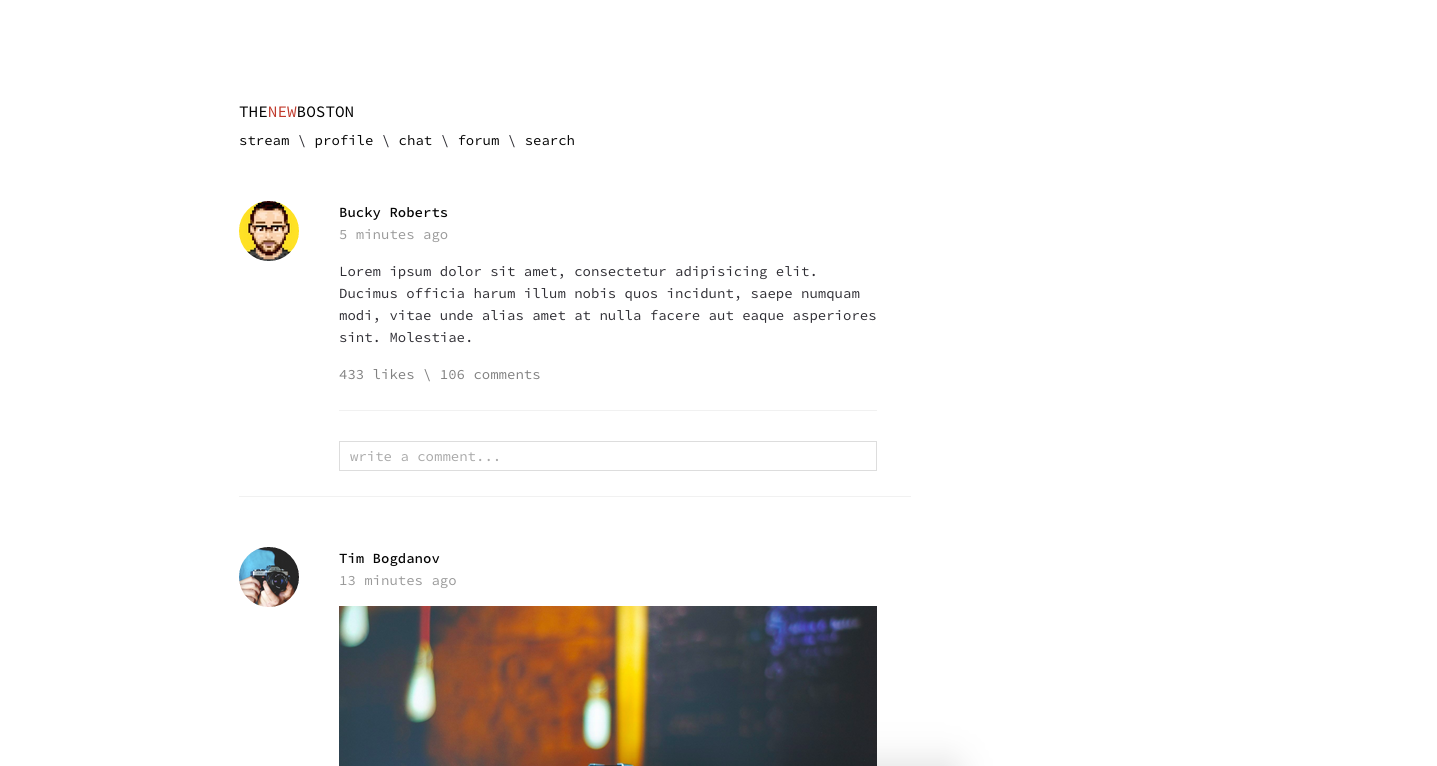 THENEWBOSTON
stream \ profile \ chat \ forum \ search
Bucky Roberts
5 minutes ago
Lorem ipsum dolor sit amet, consectetur adipisicing elit.
Ducimus officia harum illum nobis quos incidunt, saepe numquam
modi, vitae unde alias amet at nulla facere aut eaque asperiores
sint. Molestiae.
433 likes \ 106 comments
write a comment...
Tim Bogdanov
13 minutes ago